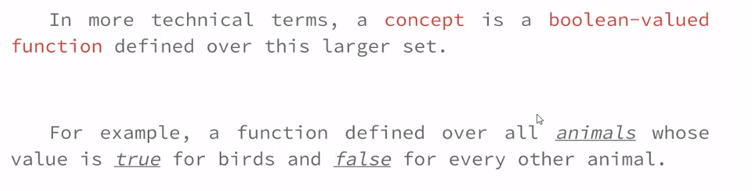 In more technical terms, a concept is a boolean-valued
function defined over this larger set.
For example, a function defined over all animals whose
value is true for birds and false for every other animal.